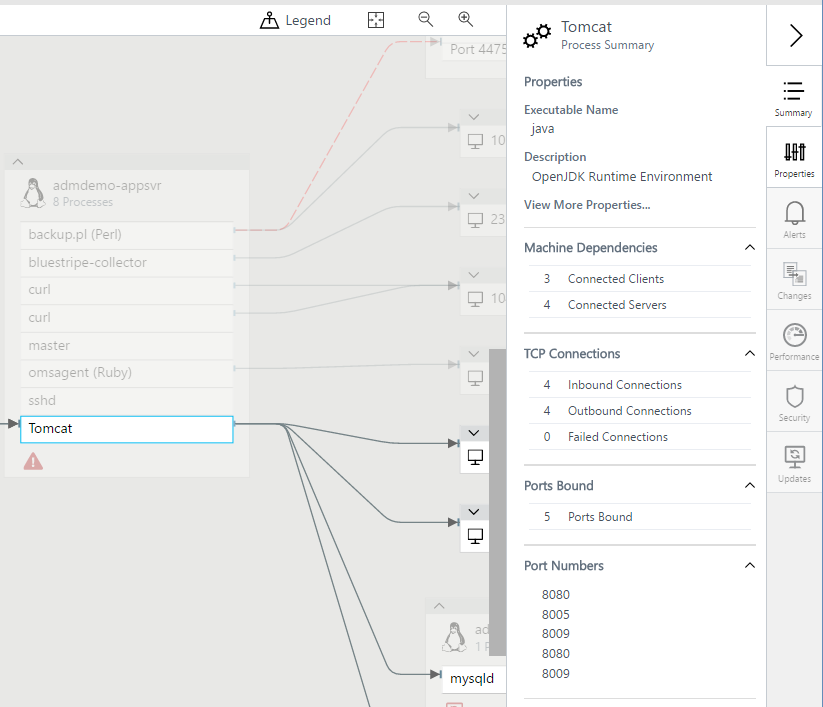 Legend
Port 4475
10
23
10
admdemo-appsvr
8 Processes
backup.pl (Perl)
bluestripe-collector
curl
curl
master
omsagent (Ruby)
sshd
Tomcat
mysqld
Tomcat
Process Summary
Properties
Executable Name
java
Description
OpenJDK Runtime Environment
View More Properties...
Machine Dependencies
3 Connected Clients
4 Connected Servers
TCP Connections
4 Inbound Connections
4 Outbound Connections
0 Failed Connections
Ports Bound
5 Ports Bound
Port Numbers
8080
8005
8009
8080
8009
Summary
Properties
Alerts
Changes
Performance
Security
Updates